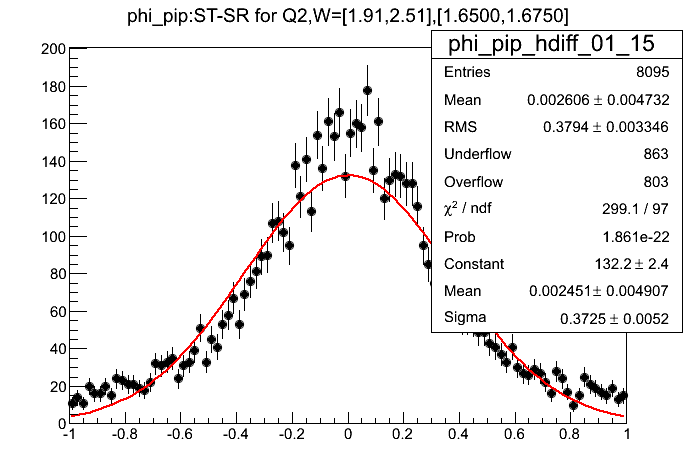 phi_pip:ST-SR for Q2,W=[1.91,2.51],[1.6500,1.6750]
phi_pip_hdiff_01_15
Entries 8095
Mean 0.002606 ± 0.004732
RMS 0.3794 ± 0.003346
Underflow 863
Overflow 803
χ² / ndf 299.1 / 97
Prob 1.861e-22
Constant 132.2 ± 2.4
Mean 0.002451 ± 0.004907
Sigma 0.3725 ± 0.0052
200
180
160
140
120
100
80
60
40
20
0
-1 -0.8 -0.6 -0.4 -0.2 0 0.2 0.4 0.6 0.8 1